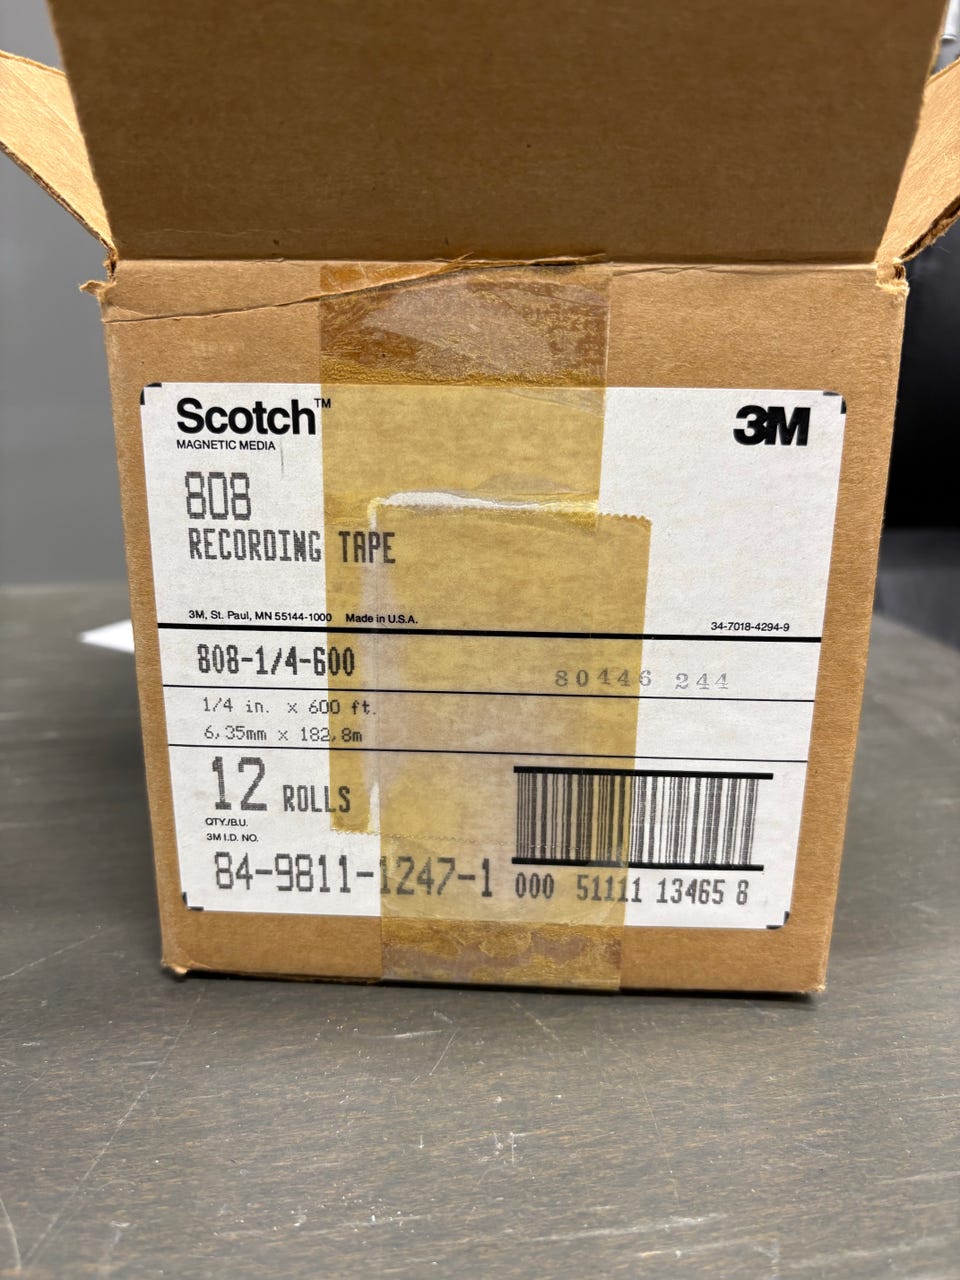 Scotch™
MAGNETIC MEDIA
3M
808
RECORDING TAPE
3M, St. Paul, MN 55144-1000 Made in U.S.A.
34-7018-4294-9
808-1/4-600
80446 244
1/4 in. x 600 ft.
6,35mm x 182,8m
12 ROLLS
QTY./B.U.
3M I.D. NO.
84-9811-1247-1
000 51111 13465 8